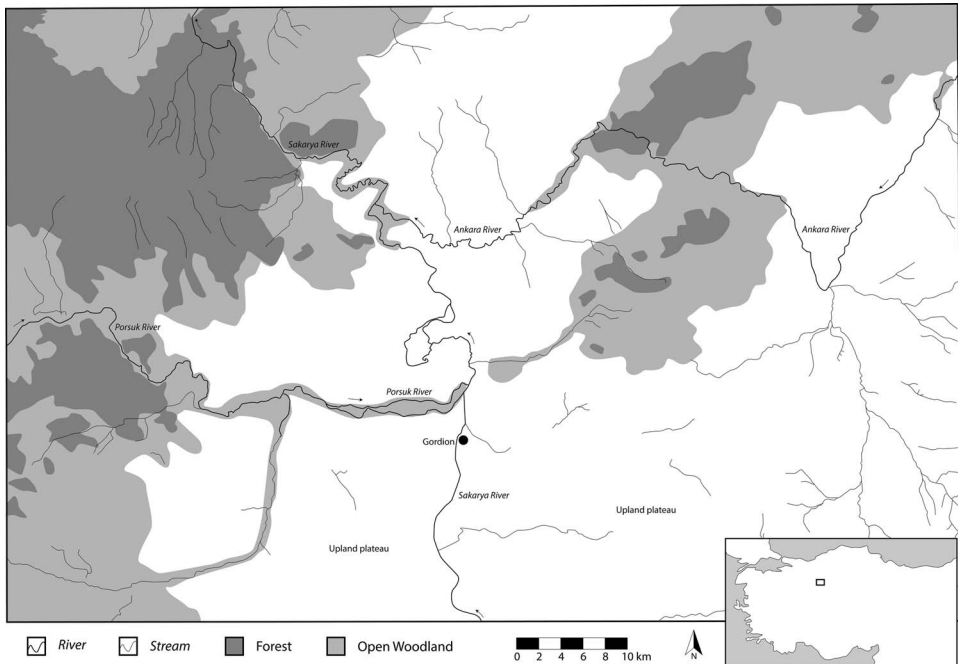 Sakarya River
Ankara River
Ankara River
Porsuk River
Porsuk River
Gordion
Sakarya River
Upland plateau
Upland plateau
River
Stream
Forest
Open Woodland
0 2 4 6 8 10 km
N